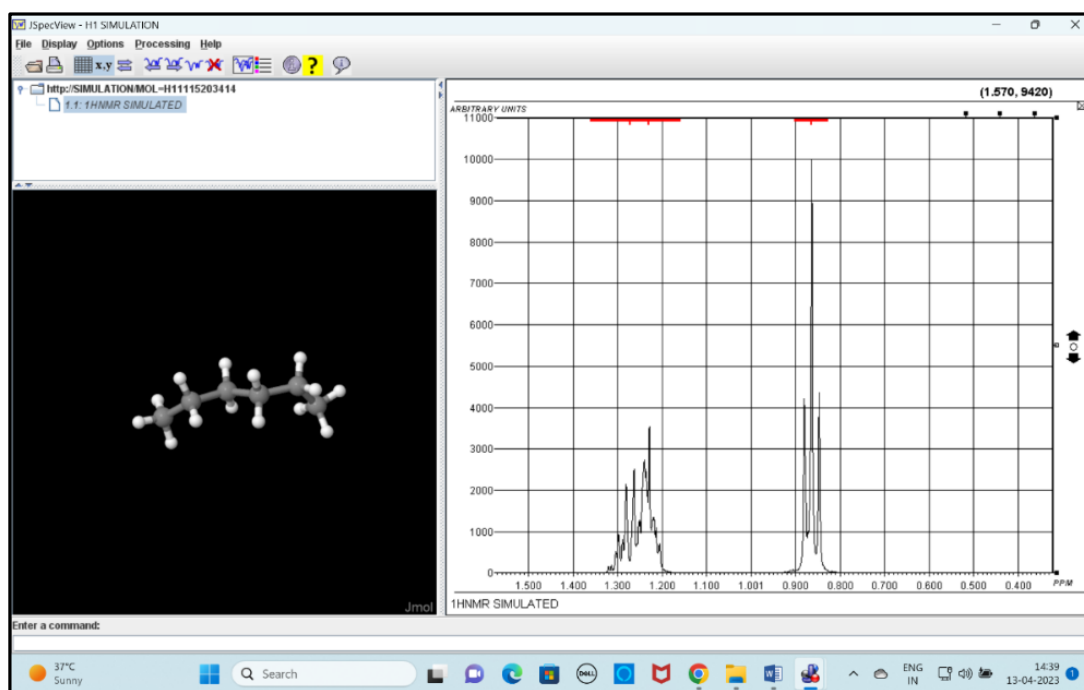 JSpecView - H1 SIMULATION
File Display Options Processing Help
x,y
?
http://SIMULATION/MOL=H11115203414
1.1: 1HNMR SIMULATED
(1.570, 9420)
ARBITRARY UNITS
11000
10000
9000
8000
7000
6000
5000
4000
3000
2000
1000
0
1.500 1.400 1.300 1.200 1.100 1.001 0.900 0.800 0.700 0.600 0.500 0.400 PPM
1HNMR SIMULATED
Jmol
Enter a command:
37°C
Sunny
Search
DELL
W
ENG
IN
14:39
13-04-2023
1